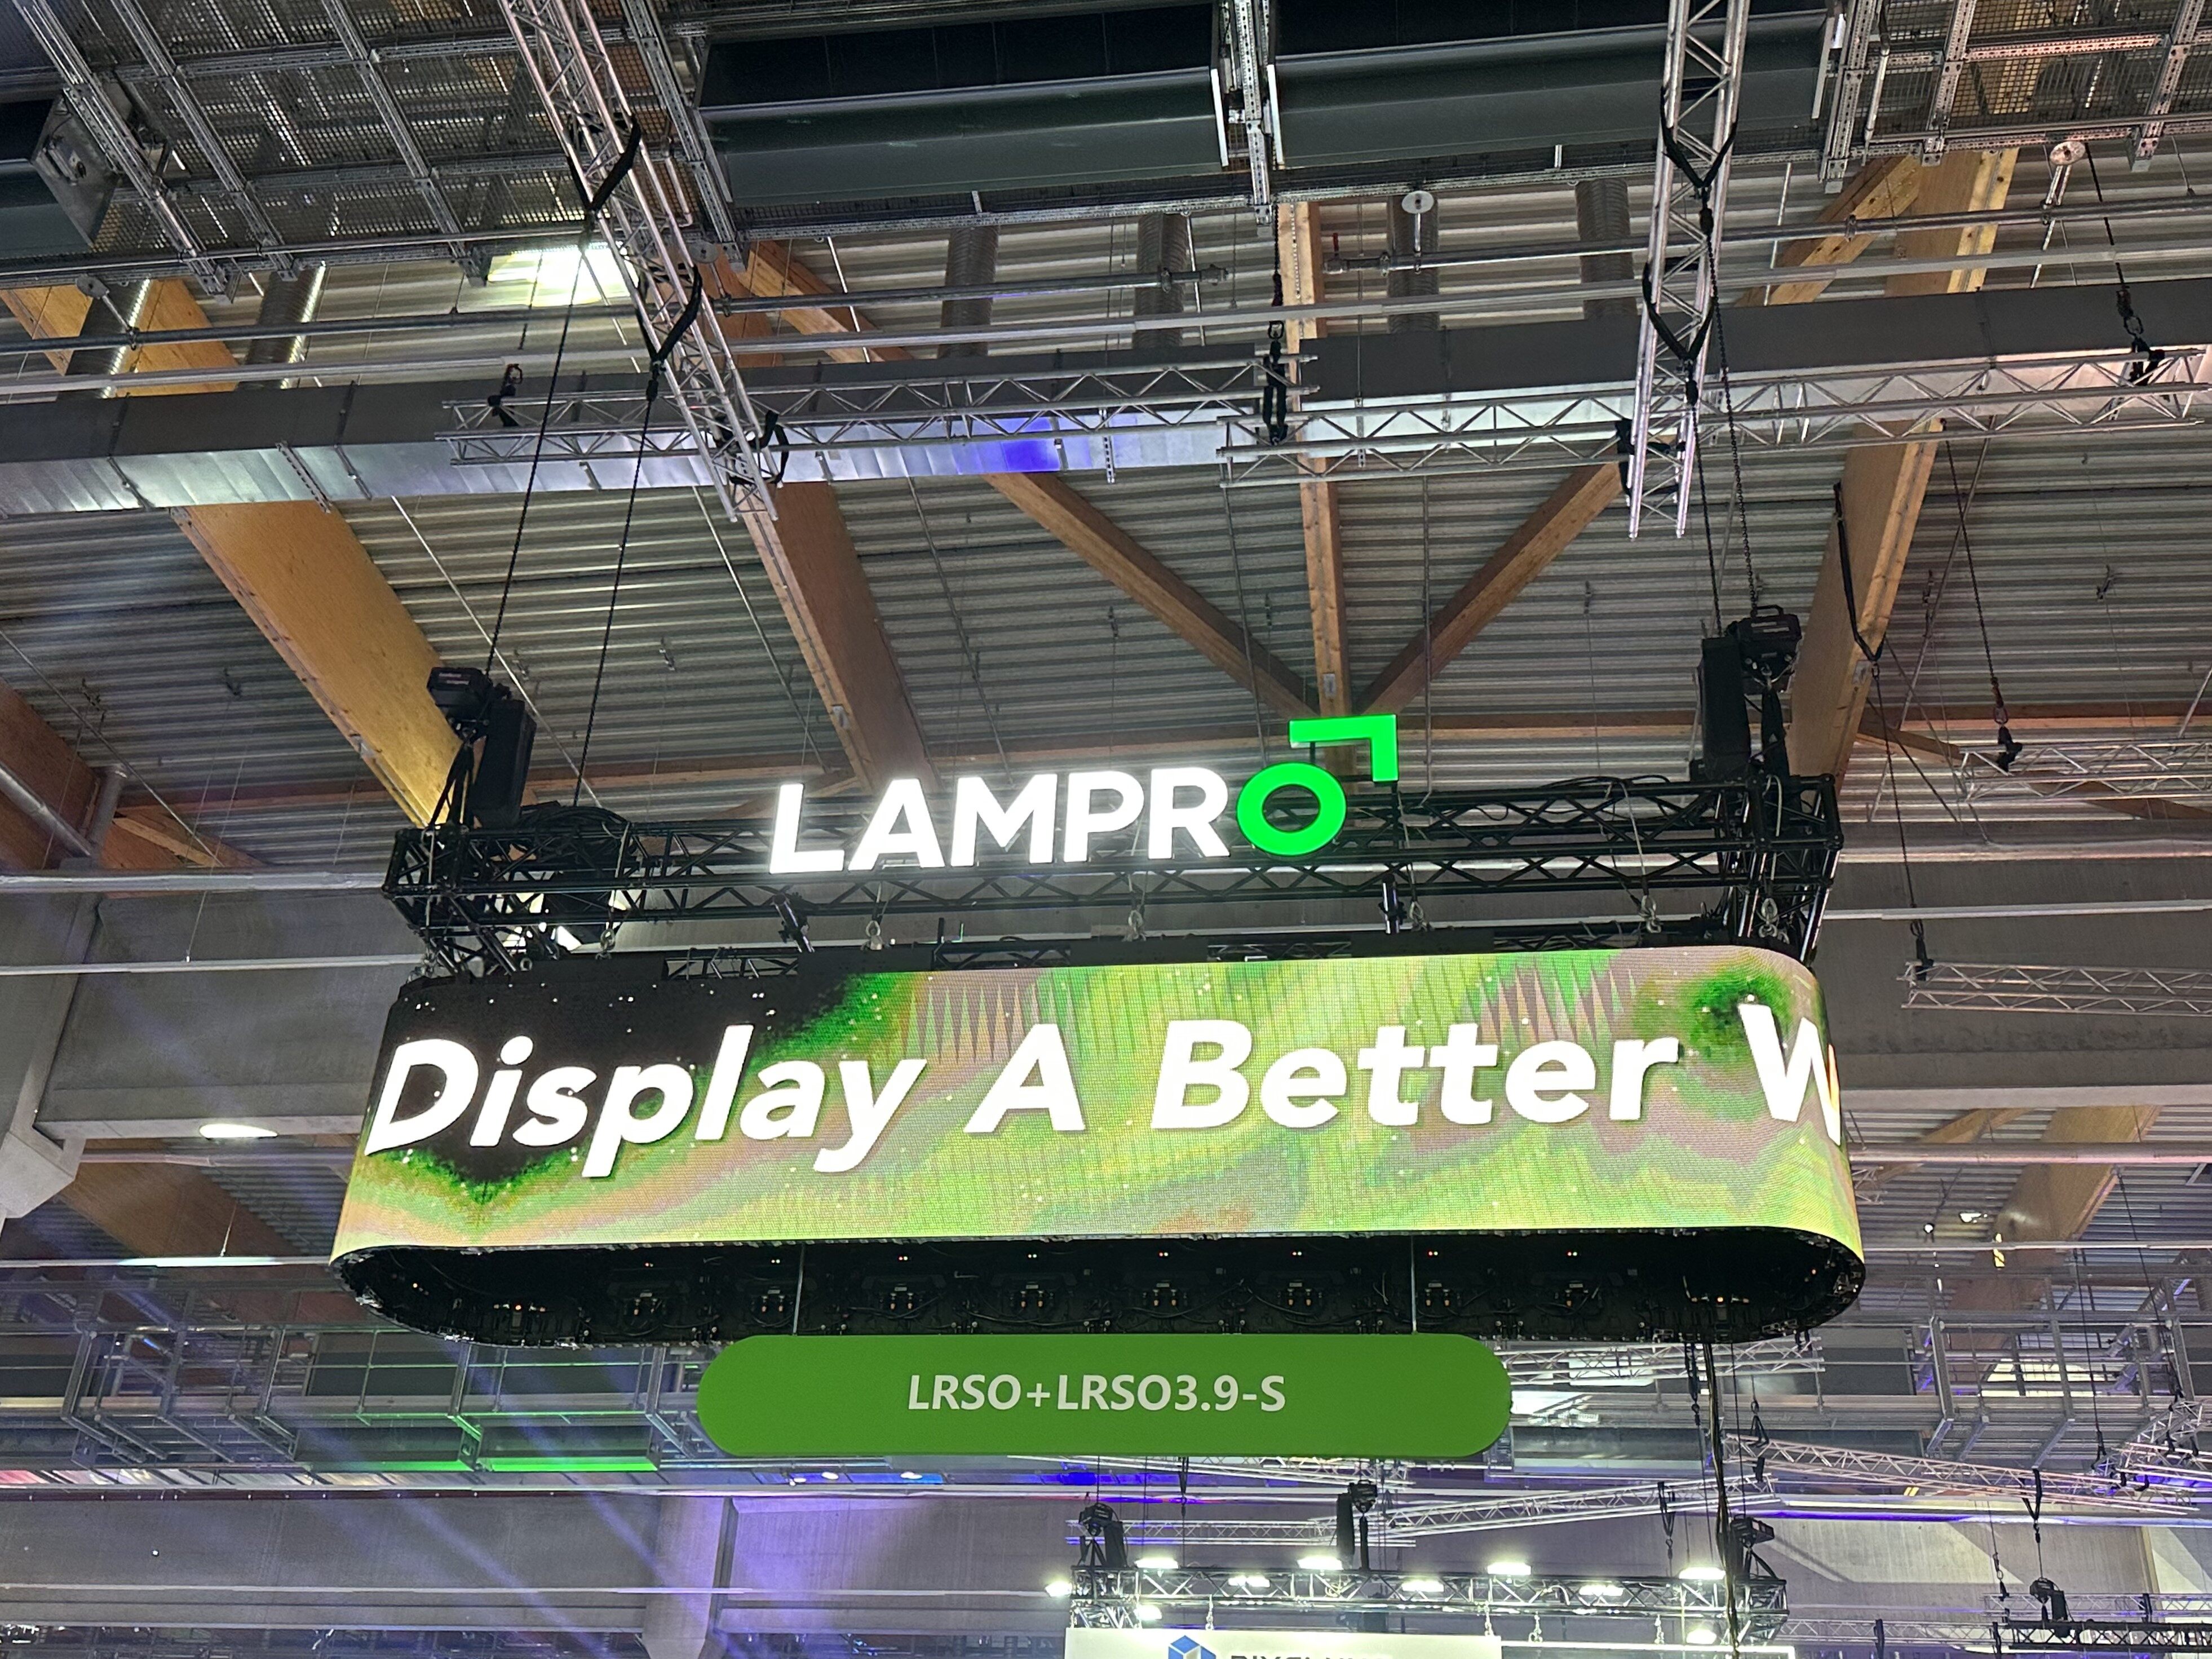 LAMPRO
Display A Better W
LRSO+LRSO3.9-S